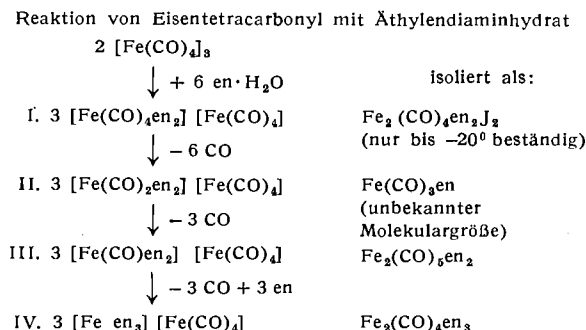 Reaktion von Eisentetracarbonyl mit Äthylendiaminhydrat
2 [Fe(CO)₄]₃
↓ + 6 en·H₂O isoliert als:
I. 3 [Fe(CO)₄en₂] [Fe(CO)₄] Fe₂(CO)₄en₂J₂
(nur bis −20⁰ beständig)
↓ − 6 CO
II. 3 [Fe(CO)₂en₂] [Fe(CO)₄] Fe(CO)₃en
(unbekannter
↓ − 3 CO
Molekulargröße)
III. 3 [Fe(CO)en₂] [Fe(CO)₄] Fe₂(CO)₅en₂
↓ − 3 CO + 3 en
IV. 3 [Fe en₃] [Fe(CO)₄] Fe₂(CO)₄en₃